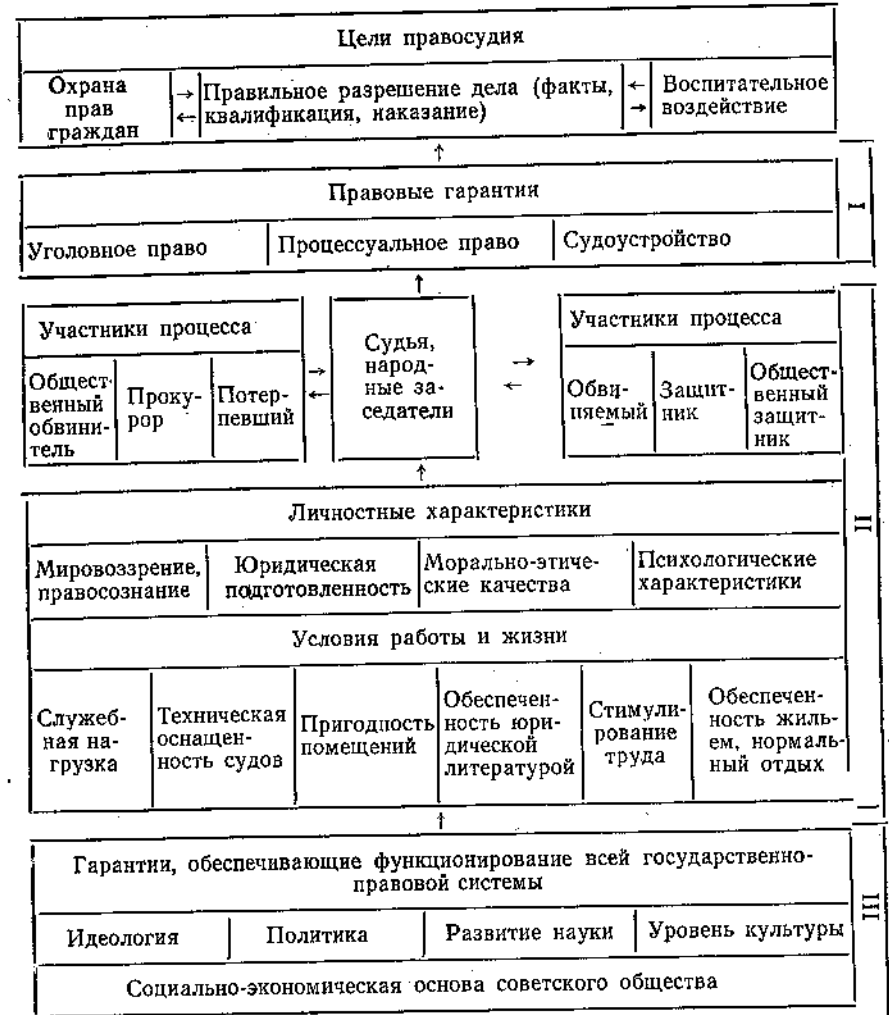 Цели правосудия
Охрана
прав
граждан
→
←
Правильное разрешение дела (факты,
квалификация, наказание)
←
→
Воспитательное
воздействие
↑
Правовые гарантии
Уголовное право
Процессуальное право
Судоустройство
I
↑
Участники процесса
Общест-
венный
обвини-
тель
Проку-
рор
Потер-
певший
→
←
Судья,
народ-
ные за-
седатели
→
←
Участники процесса
Обви-
няемый
Защит-
ник
Общест-
венный
защит-
ник
↑
Личностные характеристики
Мировоззрение,
правосознание
Юридическая
подготовленность
Морально-этиче-
ские качества
Психологические
характеристики
II
Условия работы и жизни
Служеб-
ная на-
грузка
Техническая
оснащен-
ность судов
Пригодность
помещений
Обеспечен-
ность юри-
дической
литературой
Стимули-
рование
труда
Обеспечен-
ность жиль-
ем, нормаль-
ный отдых
↑
Гарантии, обеспечивающие функционирование всей государственно-
правовой системы
Идеология
Политика
Развитие науки
Уровень культуры
III
Социально-экономическая основа советского общества